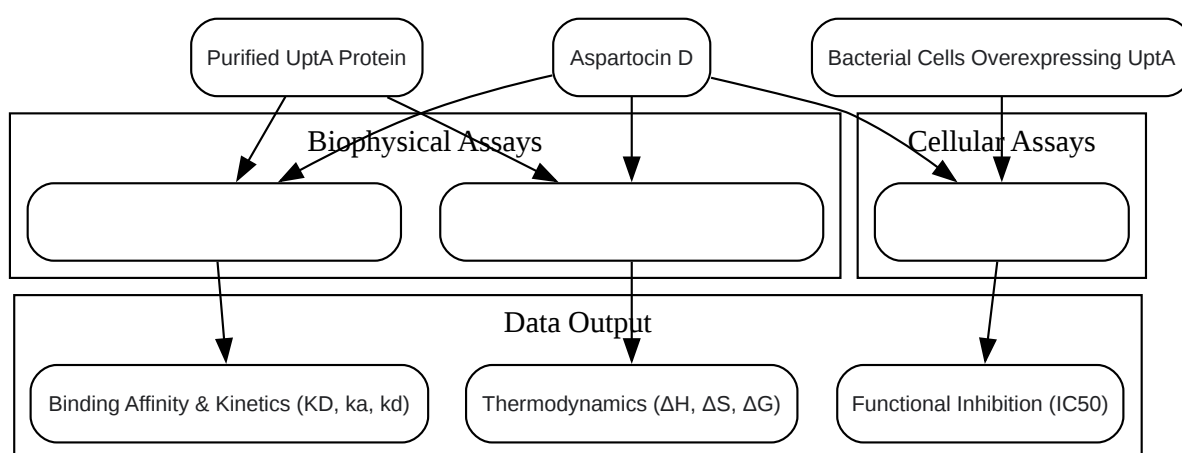 Purified UptA Protein
Aspartocin D
Bacterial Cells Overexpressing UptA
Biophysical Assays
Cellular Assays
Data Output
Binding Affinity & Kinetics (KD, ka, kd)
Thermodynamics (ΔH, ΔS, ΔG)
Functional Inhibition (IC50)